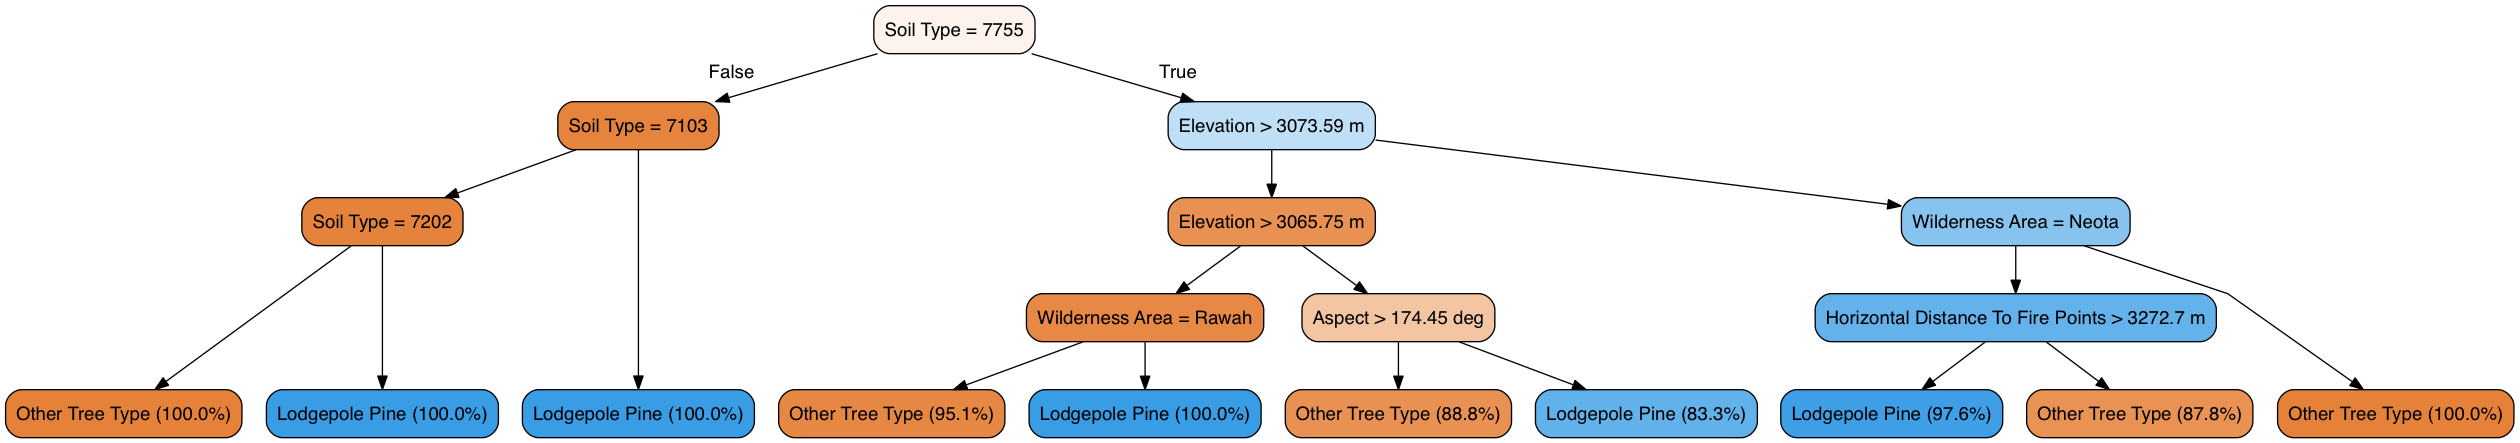 Soil Type = 7755
False
True
Soil Type = 7103
Elevation > 3073.59 m
Soil Type = 7202
Elevation > 3065.75 m
Wilderness Area = Neota
Wilderness Area = Rawah
Aspect > 174.45 deg
Horizontal Distance To Fire Points > 3272.7 m
Other Tree Type (100.0%)
Lodgepole Pine (100.0%)
Lodgepole Pine (100.0%)
Other Tree Type (95.1%)
Lodgepole Pine (100.0%)
Other Tree Type (88.8%)
Lodgepole Pine (83.3%)
Lodgepole Pine (97.6%)
Other Tree Type (87.8%)
Other Tree Type (100.0%)